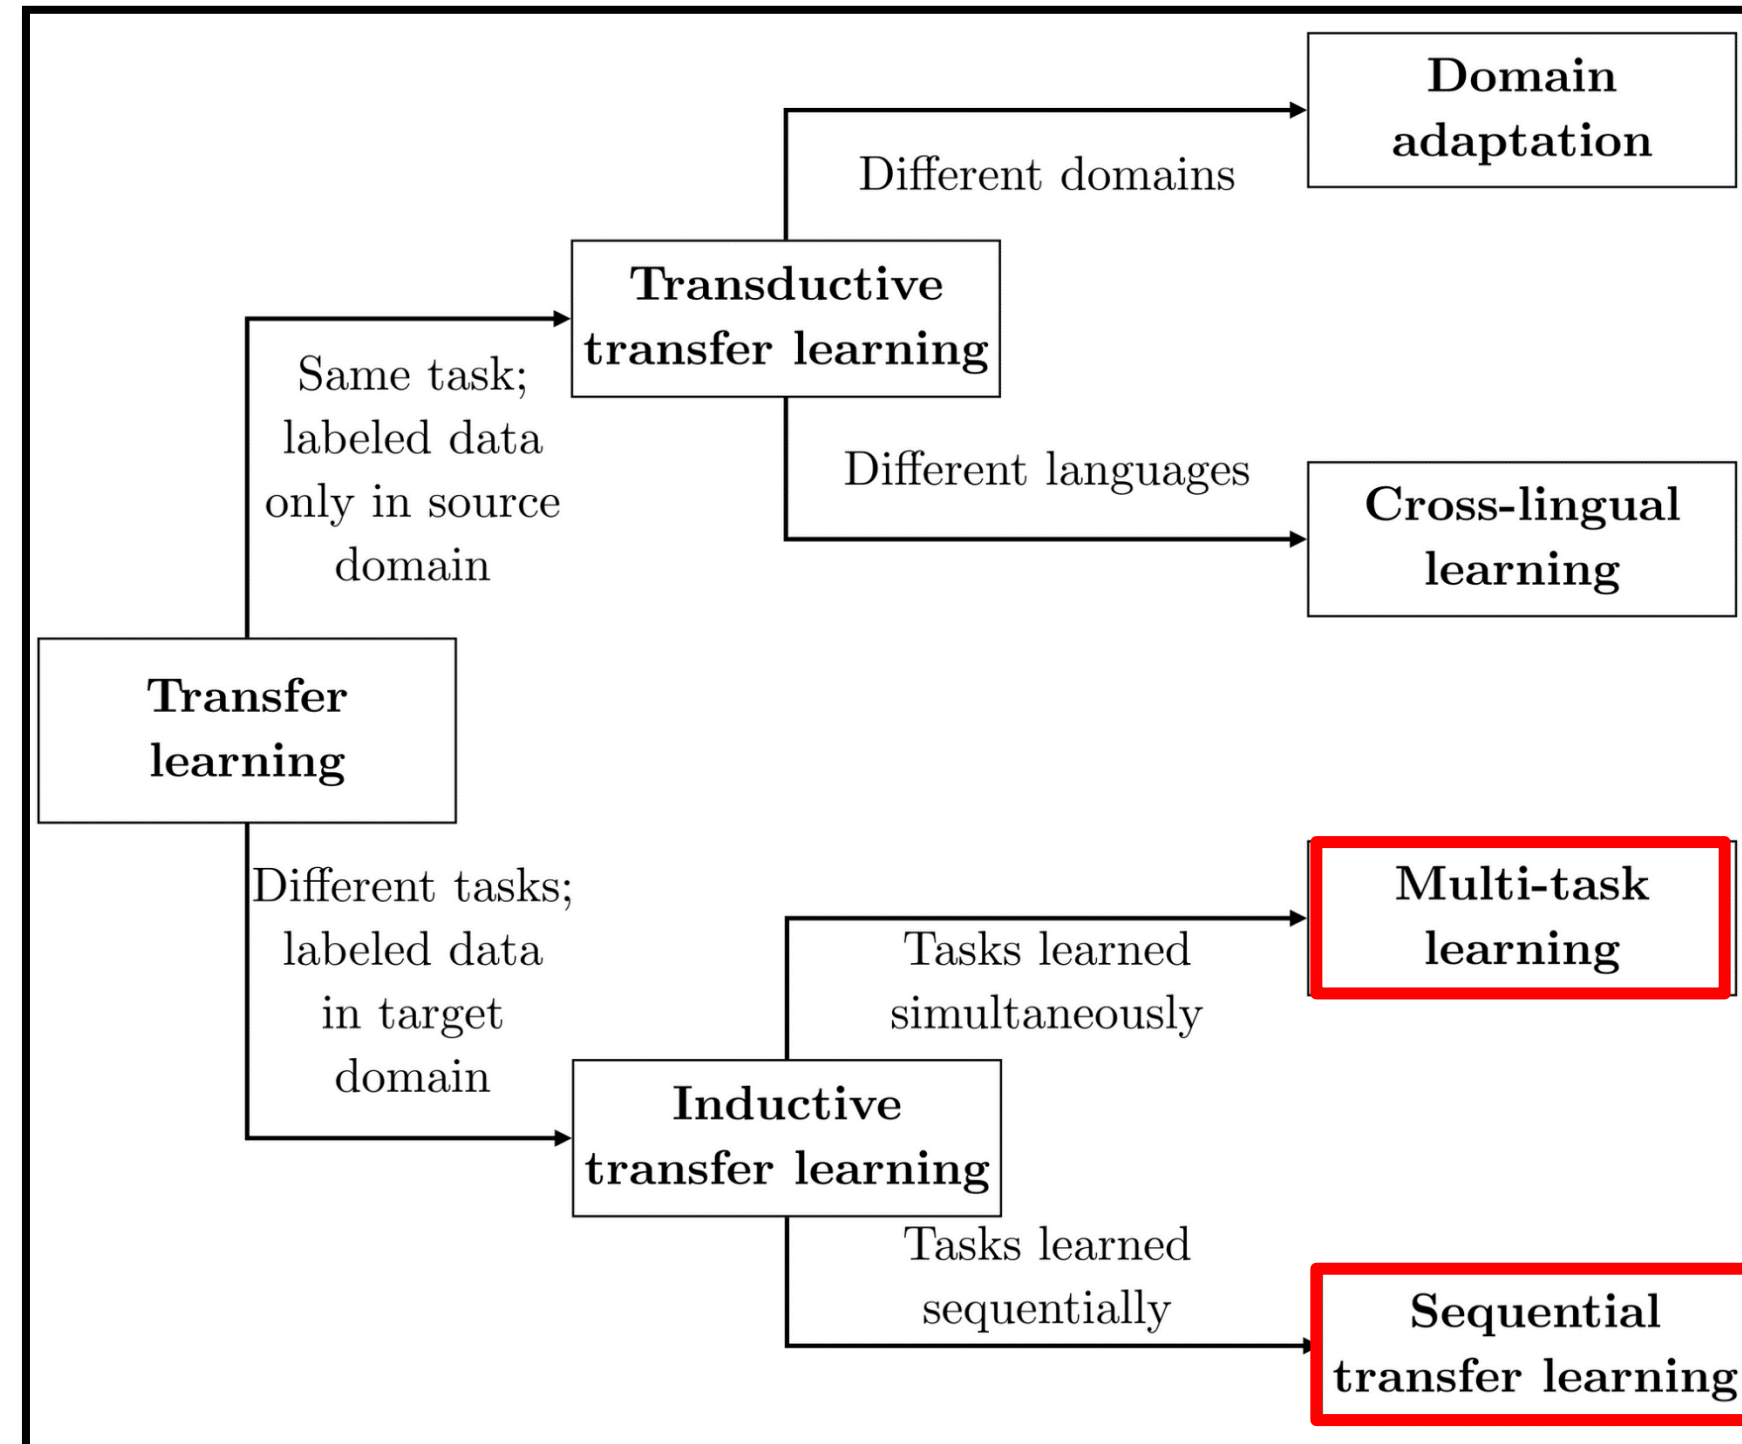 Domain
adaptation
Different domains
Transductive
transfer learning
Same task;
labeled data
only in source
domain
Different languages
Cross-lingual
learning
Transfer
learning
Different tasks;
labeled data
in target
domain
Multi-task
learning
Tasks learned
simultaneously
Inductive
transfer learning
Tasks learned
sequentially
Sequential
transfer learning